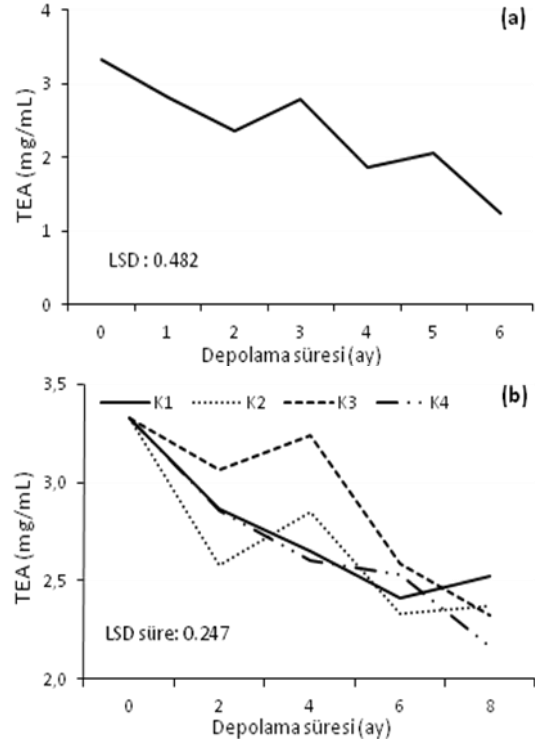 (a)
4
3
2
1
0
TEA (mg/mL)
LSD : 0.482
0 1 2 3 4 5 6
Depolama süresi (ay)
(b)
K1 K2 K3 K4
3,5
3,0
2,5
2,0
TEA (mg/mL)
LSD süre: 0.247
0 2 4 6 8
Depolama süresi (ay)